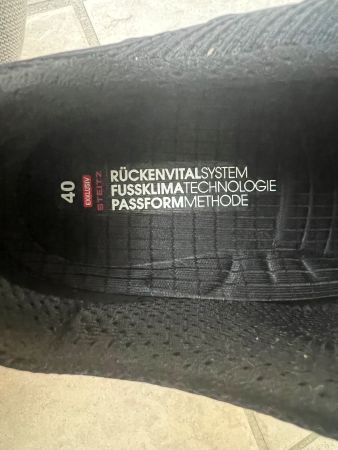 RÜCKENVITALSYSTEM
FUSSKLIMATECHNOLOGIE
PASSFORMMETHODE
STEITZ
EXKLUSIV
40